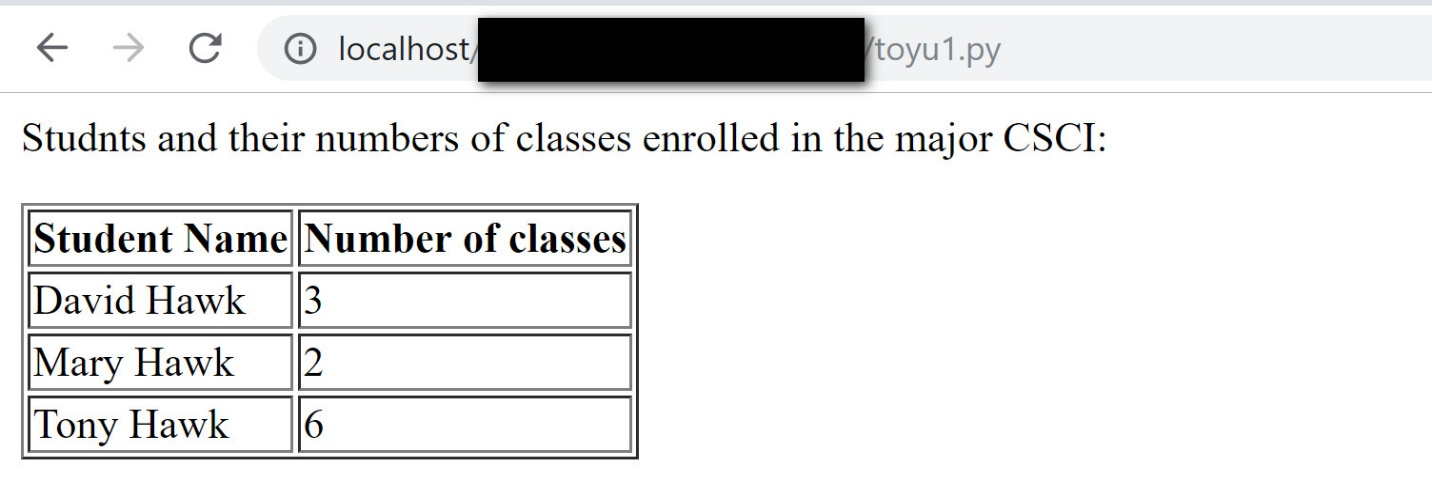 localhost/ /toyu1.py
Studnts and their numbers of classes enrolled in the major CSCI:
Student Name Number of classes
David Hawk 3
Mary Hawk 2
Tony Hawk 6